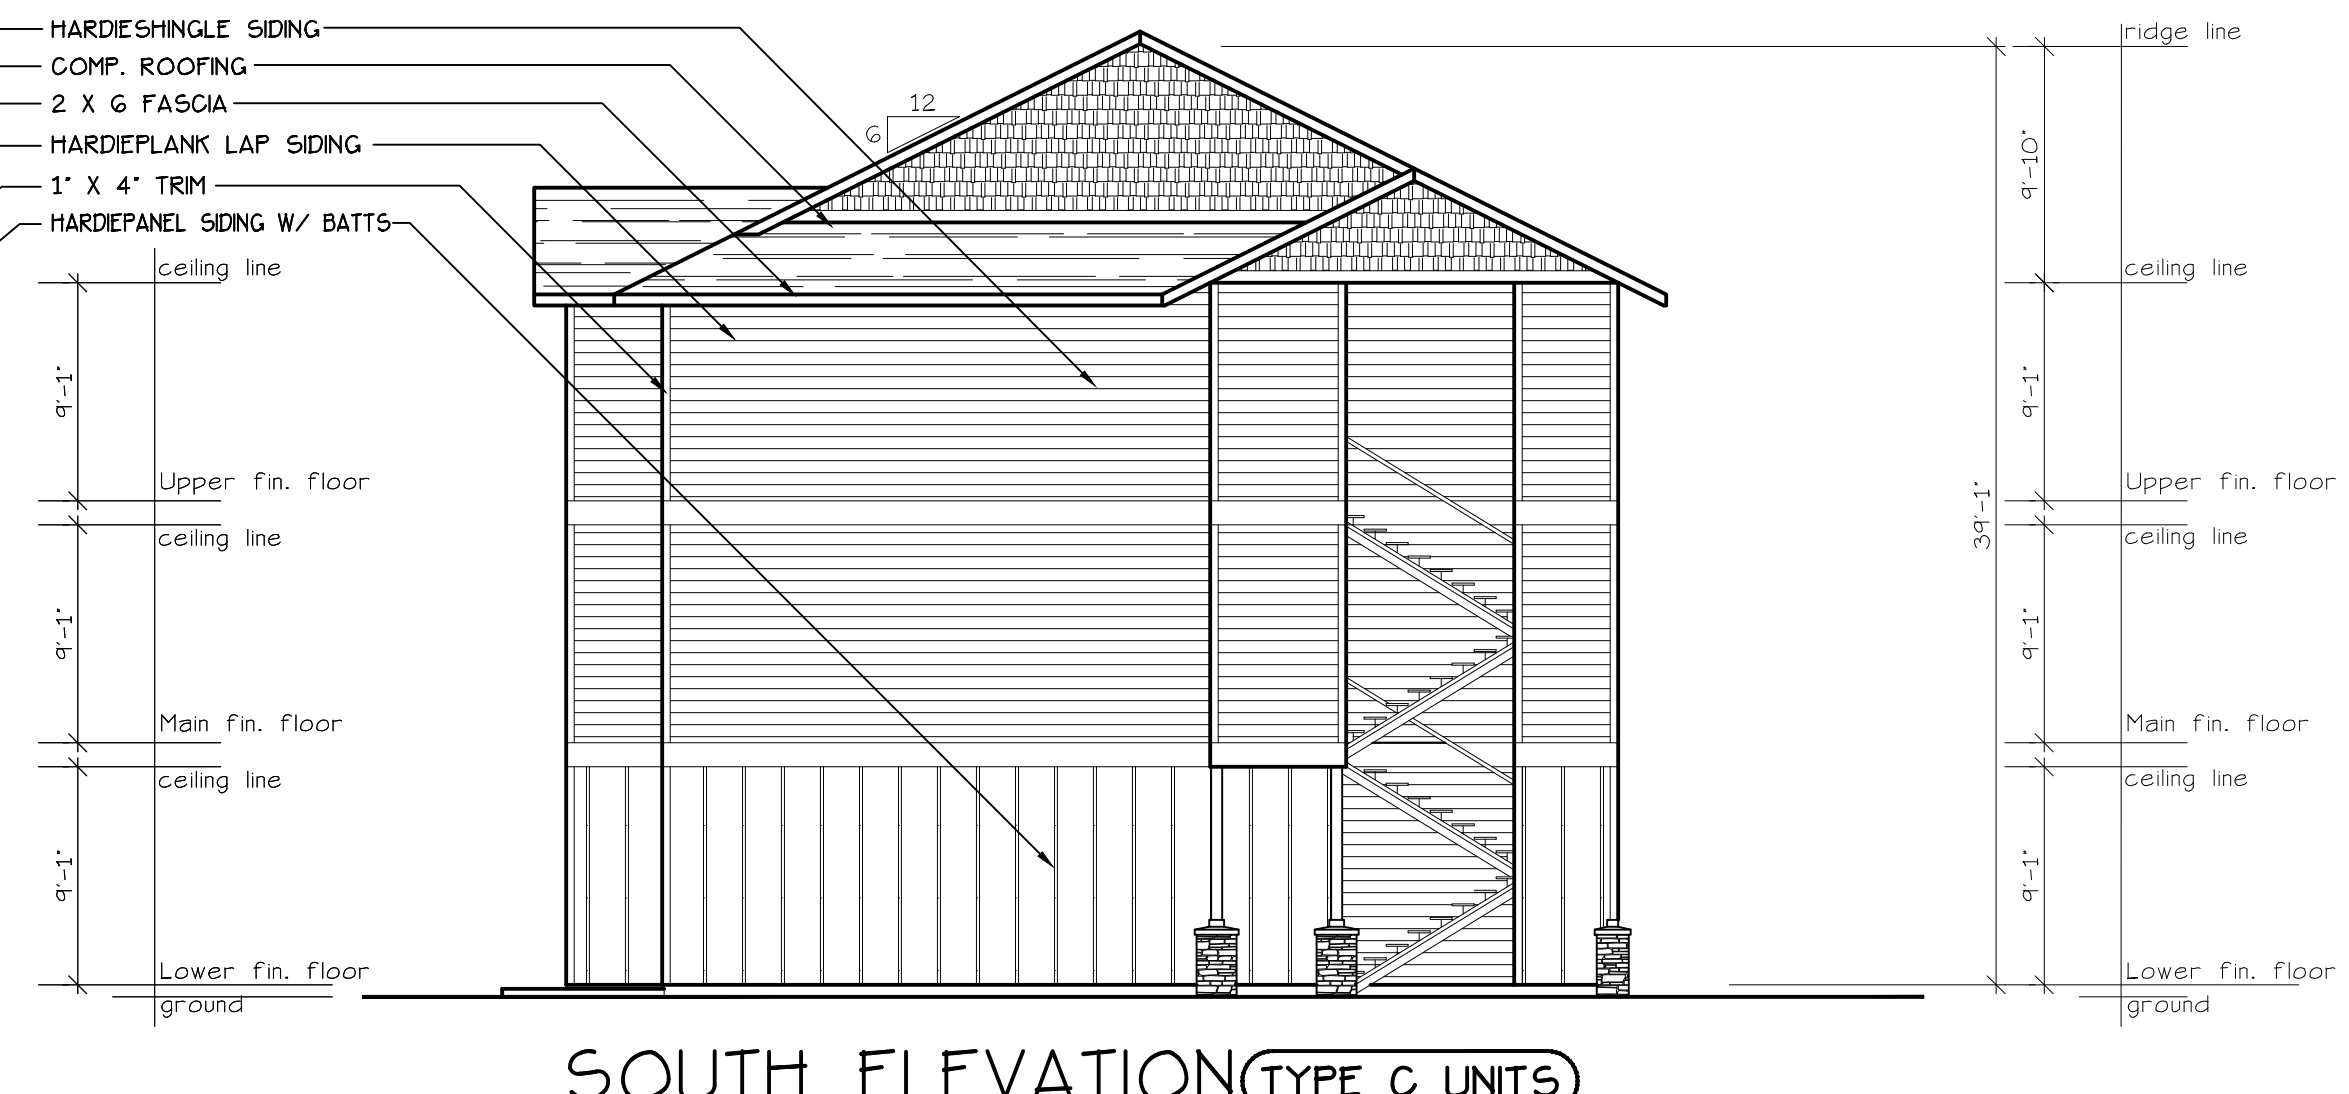 HARDIESHINGLE SIDING
COMP. ROOFING
2 X 6 FASCIA
HARDIEPLANK LAP SIDING
1" X 4" TRIM
HARDIEPANEL SIDING W/ BATTS
12
6
ceiling line
9'-1"
Upper fin. floor
ceiling line
9'-1"
Main fin. floor
ceiling line
9'-1"
Lower fin. floor
ground
ridge line
9'-10"
ceiling line
9'-1"
Upper fin. floor
39'-1"
ceiling line
9'-1"
Main fin. floor
ceiling line
9'-1"
Lower fin. floor
ground
SOUTH ELEVATION TYPE C UNITS